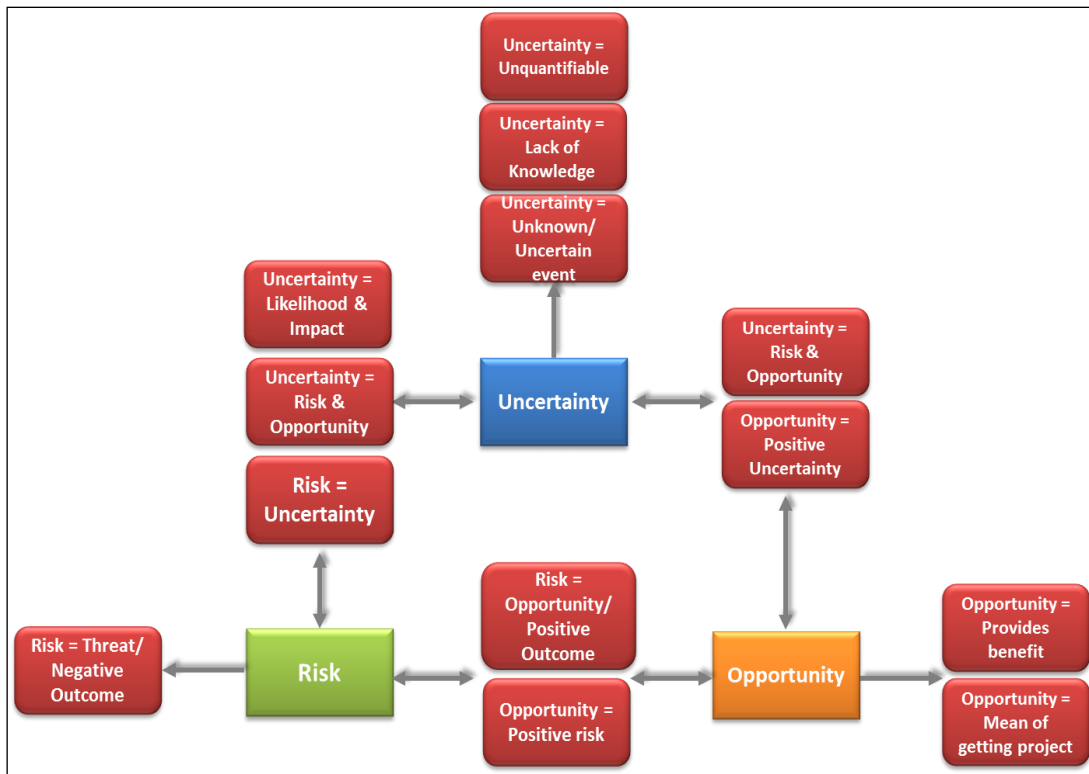 Uncertainty =
Unquantifiable
Uncertainty =
Lack of
Knowledge
Uncertainty =
Unknown/
Uncertain
event
Uncertainty =
Likelihood &
Impact
Uncertainty =
Risk &
Opportunity
Risk =
Uncertainty
Uncertainty
Uncertainty =
Risk &
Opportunity
Opportunity =
Positive
Uncertainty
Risk = Threat/
Negative
Outcome
Risk
Risk =
Opportunity/
Positive
Outcome
Opportunity =
Positive risk
Opportunity
Opportunity =
Provides
benefit
Opportunity =
Mean of
getting project